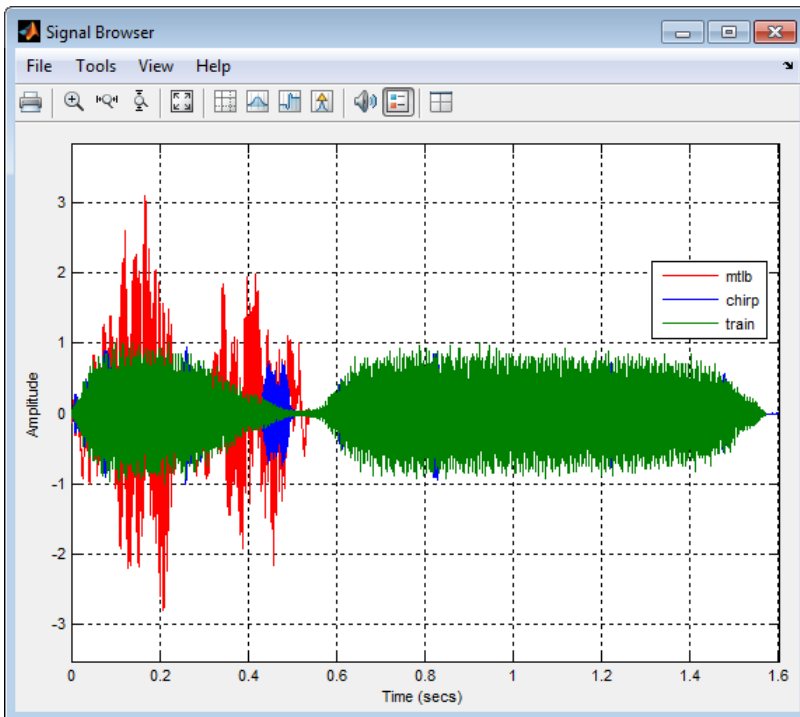 Signal Browser
File Tools View Help
3
2
1
0
-1
-2
-3
Amplitude
mtlb
chirp
train
0 0.2 0.4 0.6 0.8 1 1.2 1.4 1.6
Time (secs)